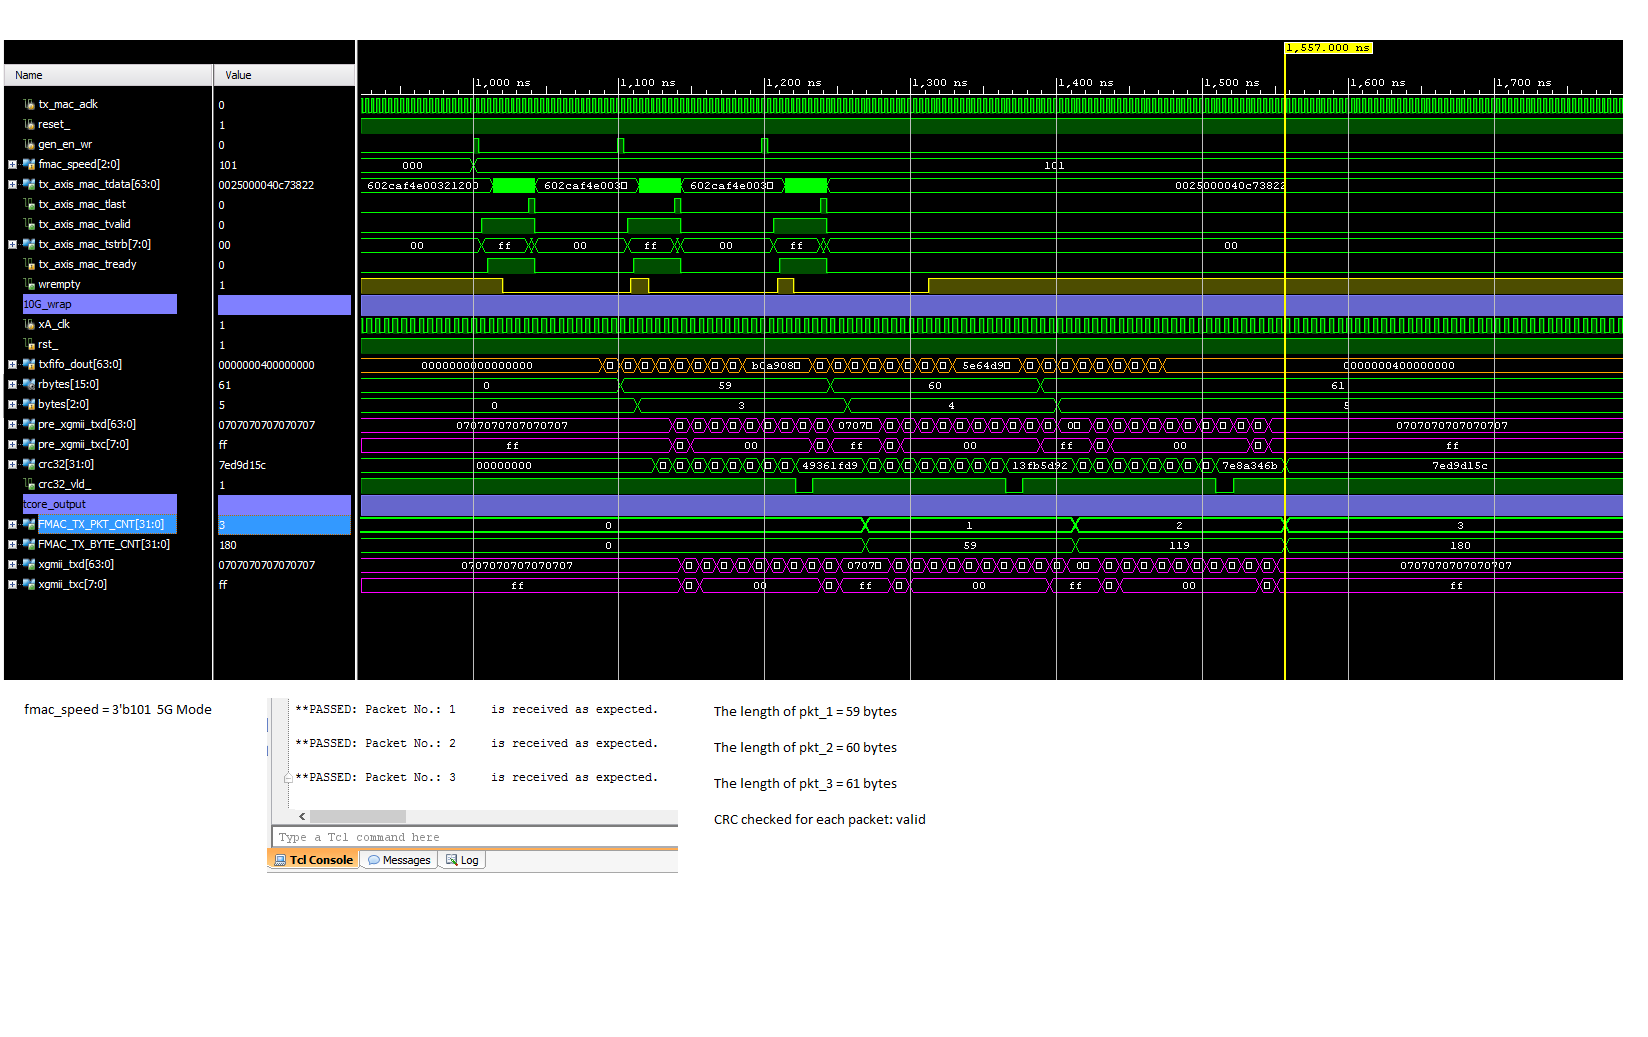 1,557.000 ns
Name Value
1,000 ns 1,100 ns 1,200 ns 1,300 ns 1,400 ns 1,500 ns 1,600 ns 1,700 ns
tx_mac_aclk 0
reset_ 1
gen_en_wr 0
fmac_speed[2:0] 101 000 101
tx_axis_mac_tdata[63:0] 0025000040c73822 602caf4e00321200 602caf4e003 602caf4e003 0025000040c73822
tx_axis_mac_tlast 0
tx_axis_mac_tvalid 0
tx_axis_mac_tstrb[7:0] 00 00 ff 00 ff 00 ff 00
tx_axis_mac_tready 0
wrempty 1
10G_wrap
xA_clk 1
rst_ 1
txfifo_dout[63:0] 0000000400000000 0000000000000000 b0a908 5e64d9 0000000400000000
rbytes[15:0] 61 0 59 60 61
bytes[2:0] 5 0 3 4 5
pre_xgmii_txd[63:0] 0707070707070707 0707070707070707 0707 0 0707070707070707
pre_xgmii_txc[7:0] ff ff 00 ff 00 ff 00 ff
crc32[31:0] 7ed9d15c 00000000 49361fd9 13fb5d92 7e8a346b 7ed9d15c
crc32_vld_ 1
tcore_output
FMAC_TX_PKT_CNT[31:0] 3 0 1 2 3
FMAC_TX_BYTE_CNT[31:0] 180 0 59 119 180
xgmii_txd[63:0] 0707070707070707 0707070707070707 0707 0 0707070707070707
xgmii_txc[7:0] ff ff 00 ff 00 ff 00 ff
fmac_speed = 3'b101 5G Mode
**PASSED: Packet No.: 1 is received as expected.
**PASSED: Packet No.: 2 is received as expected.
**PASSED: Packet No.: 3 is received as expected.
Type a Tcl command here
Tcl Console Messages Log
The length of pkt_1 = 59 bytes
The length of pkt_2 = 60 bytes
The length of pkt_3 = 61 bytes
CRC checked for each packet: valid